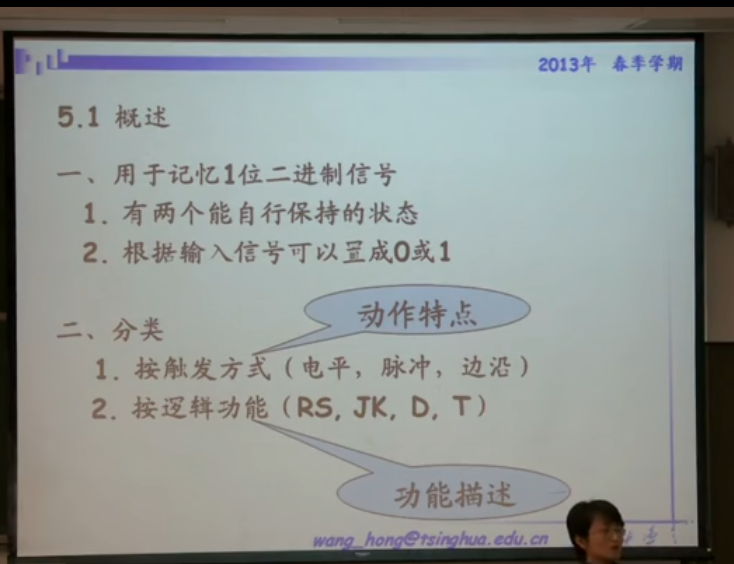 2013年 春季学期
5.1 概述
一、用于记忆1位二进制信号
1. 有两个能自行保持的状态
2. 根据输入信号可以置成0或1
动作特点
二、分类
1. 按触发方式（电平，脉冲，边沿）
2. 按逻辑功能（RS, JK, D, T）
功能描述
wang_hong@tsinghua.edu.cn